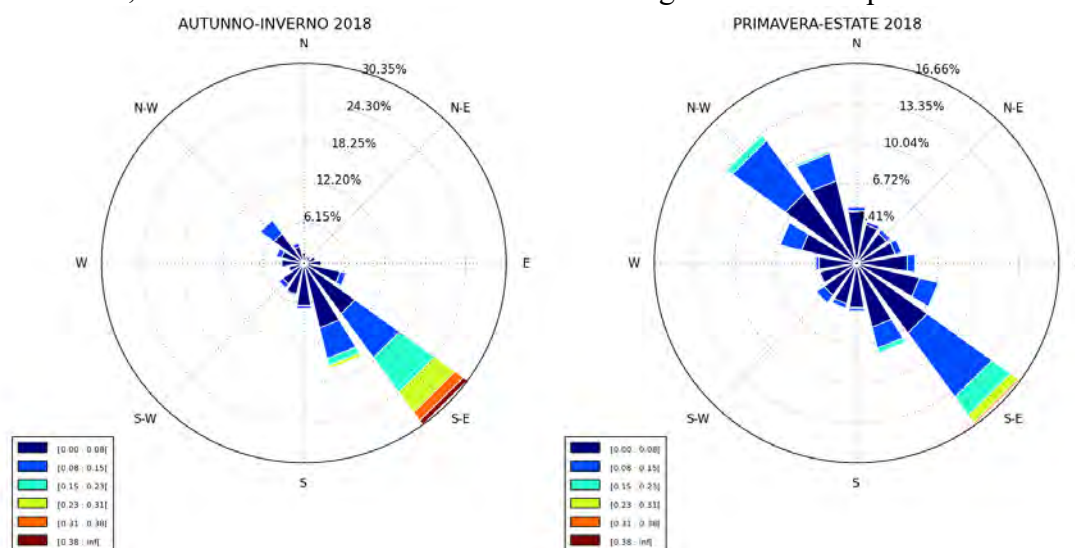 AUTUNNO-INVERNO 2018
N
30.35%
N-W
N-E
24.30%
18.25%
12.20%
6.15%
W
E
S-W
S-E
S
[0.00 : 0.08[
[0.08 : 0.15[
[0.15 : 0.23[
[0.23 : 0.31[
[0.31 : 0.38[
[0.38 : inf[
PRIMAVERA-ESTATE 2018
N
16.66%
N-W
N-E
13.35%
10.04%
6.72%
.41%
W
E
S-W
S-E
S
[0.00 : 0.08[
[0.08 : 0.15[
[0.15 : 0.23[
[0.23 : 0.31[
[0.31 : 0.38[
[0.38 : inf[